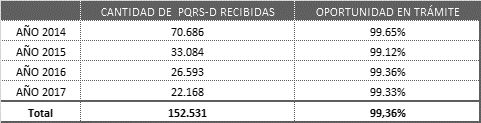 CANTIDAD DE PQRS-D RECIBIDAS OPORTUNIDAD EN TRÁMITE
AÑO 2014 70.686 99.65%
AÑO 2015 33.084 99.12%
AÑO 2016 26.593 99.36%
AÑO 2017 22.168 99.33%
Total 152.531 99,36%